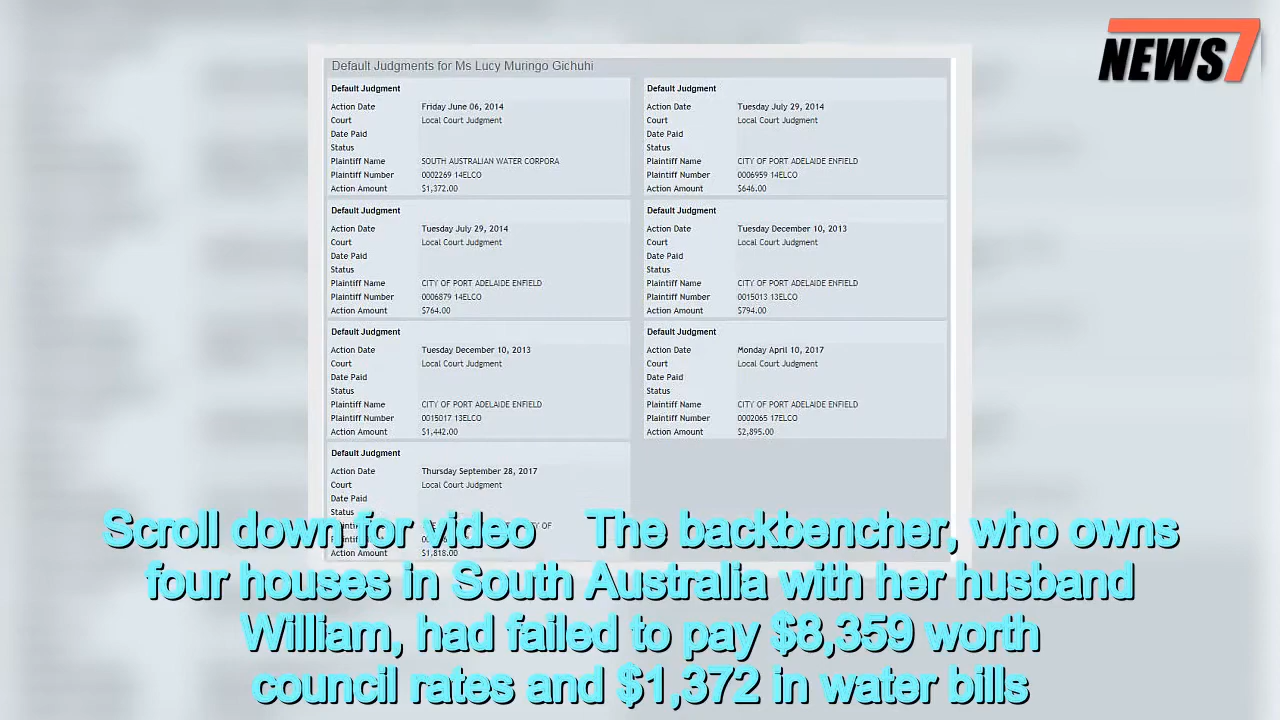 NEWS7
Default Judgments for Ms Lucy Muringo Gichuhi
Default Judgment
Action Date Friday June 06, 2014
Court Local Court Judgment
Date Paid
Status
Plaintiff Name SOUTH AUSTRALIAN WATER CORPORA
Plaintiff Number 0002269 14ELCO
Action Amount $1,372.00
Default Judgment
Action Date Tuesday July 29, 2014
Court Local Court Judgment
Date Paid
Status
Plaintiff Name CITY OF PORT ADELAIDE ENFIELD
Plaintiff Number 0006959 14ELCO
Action Amount $646.00
Default Judgment
Action Date Tuesday July 29, 2014
Court Local Court Judgment
Date Paid
Status
Plaintiff Name CITY OF PORT ADELAIDE ENFIELD
Plaintiff Number 0006879 14ELCO
Action Amount $764.00
Default Judgment
Action Date Tuesday December 10, 2013
Court Local Court Judgment
Date Paid
Status
Plaintiff Name CITY OF PORT ADELAIDE ENFIELD
Plaintiff Number 0015013 13ELCO
Action Amount $794.00
Default Judgment
Action Date Tuesday December 10, 2013
Court Local Court Judgment
Date Paid
Status
Plaintiff Name CITY OF PORT ADELAIDE ENFIELD
Plaintiff Number 0015017 13ELCO
Action Amount $1,442.00
Default Judgment
Action Date Monday April 10, 2017
Court Local Court Judgment
Date Paid
Status
Plaintiff Name CITY OF PORT ADELAIDE ENFIELD
Plaintiff Number 0002065 17ELCO
Action Amount $2,895.00
Default Judgment
Action Date Thursday September 28, 2017
Court Local Court Judgment
Date Paid
Status
Action Amount $1,818.00
Scroll down for video The backbencher, who owns
four houses in South Australia with her husband
William, had failed to pay $8,359 worth
council rates and $1,372 in water bills